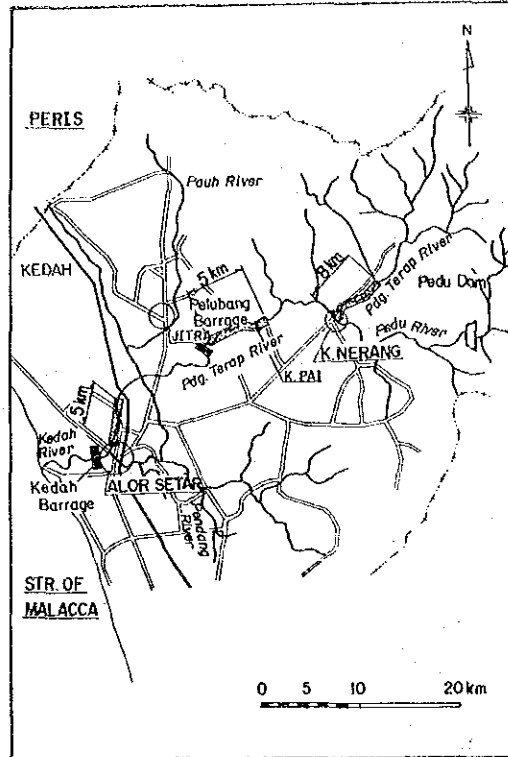 N
PERIS
Pauh River
KEDAH
5 km
8 km
Pdg. Terap River
Pedu Dam
Pelubang
Barrage
JITRA
Pedu River
K. NERANG
Pdg. Terap River
K. PAI
5 km
Kedah
River
Kedah
Barrage
ALOR SETAR
Pendang
River
STR. OF
MALACCA
0 5 10 20 km